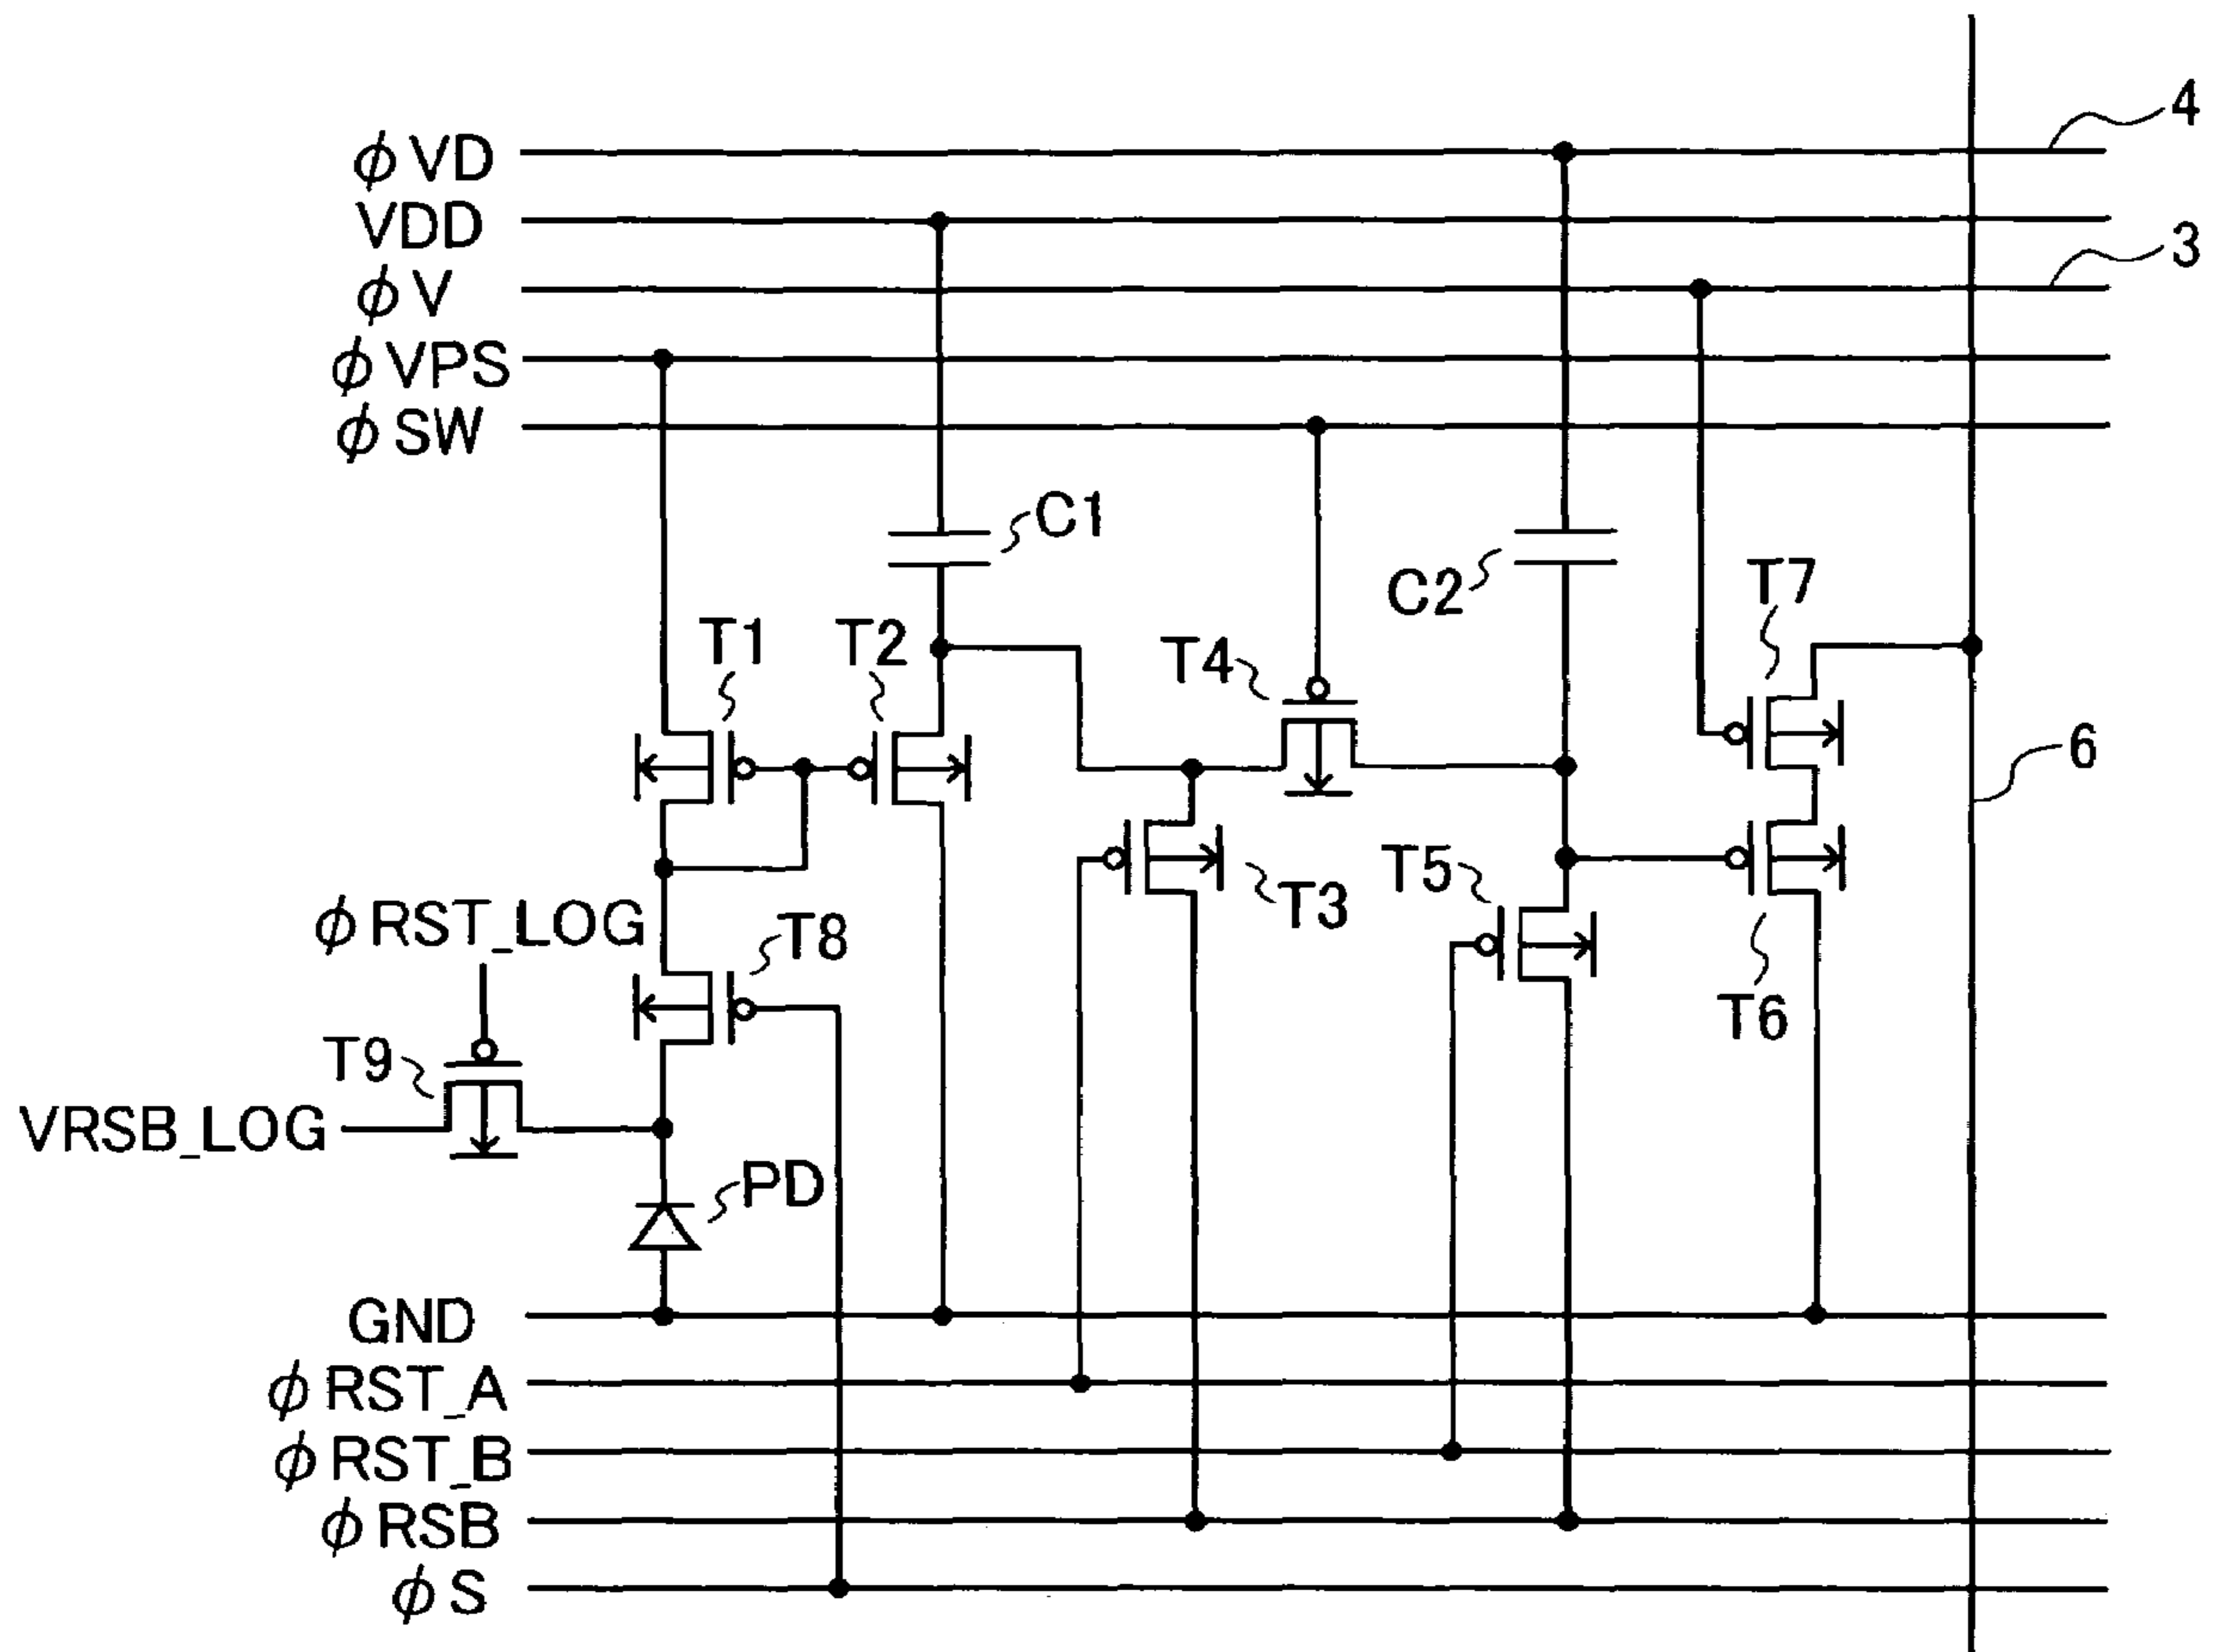 4
φVD
VDD
3
φV
φVPS
φSW
C1
C2
T7
T1
T2
T4
6
T5
T3
φRST_LOG
T8
T6
T9
VRSB_LOG
PD
GND
φRST_A
φRST_B
φRSB
φS